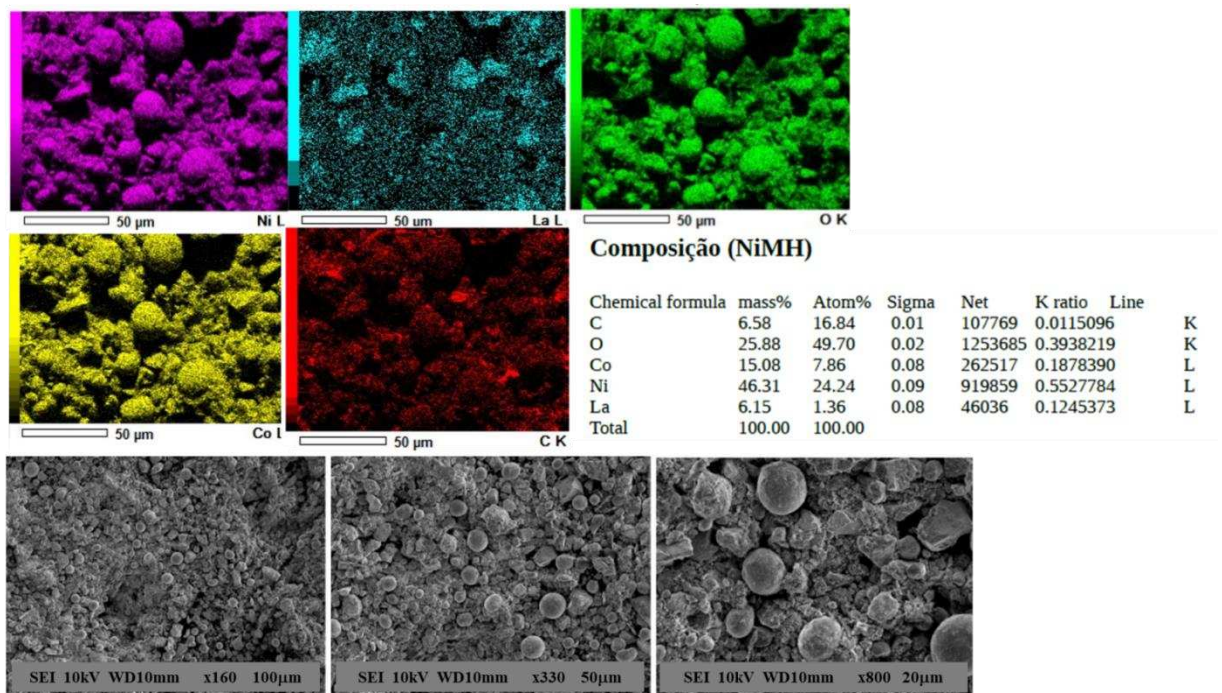 50 µm Ni L
50 um La L
50 µm O K
50 µm Co L
50 µm C K
Composição (NiMH)
Chemical formula mass% Atom% Sigma Net K ratio Line
C 6.58 16.84 0.01 107769 0.0115096 K
O 25.88 49.70 0.02 1253685 0.3938219 K
Co 15.08 7.86 0.08 262517 0.1878390 L
Ni 46.31 24.24 0.09 919859 0.5527784 L
La 6.15 1.36 0.08 46036 0.1245373 L
Total 100.00 100.00
SEI 10kV WD10mm x160 100µm
SEI 10kV WD10mm x330 50µm
SEI 10kV WD10mm x800 20µm